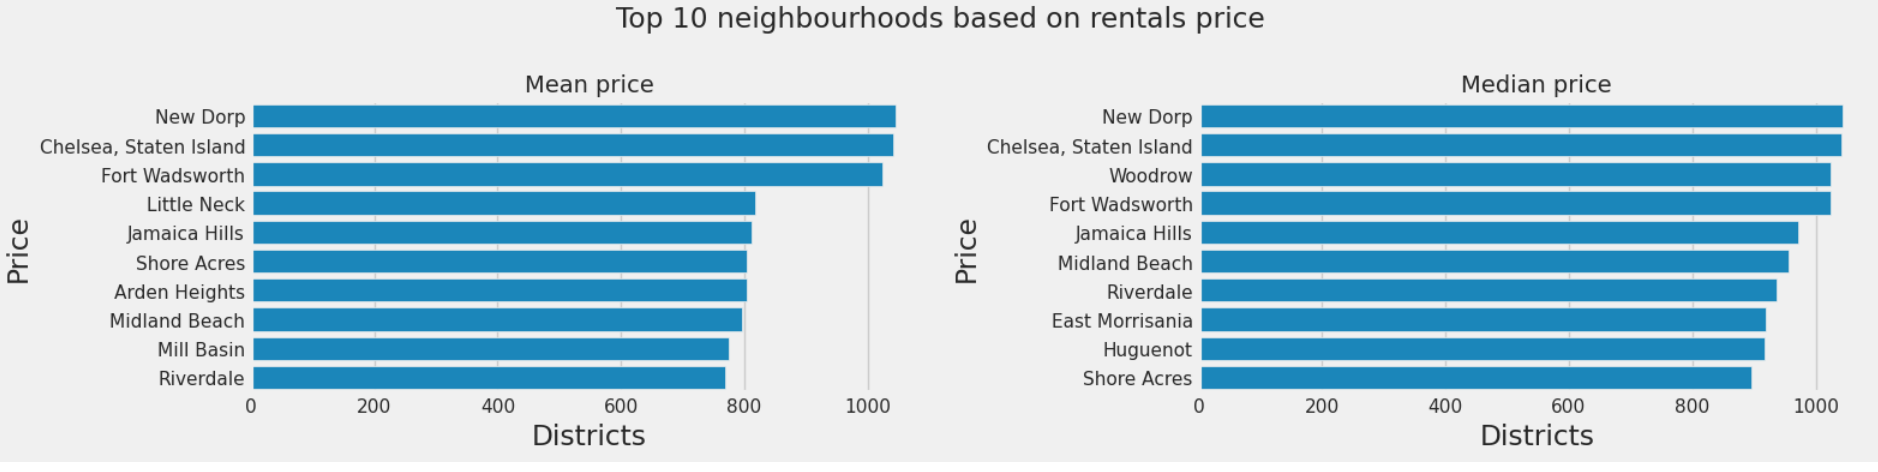 Top 10 neighbourhoods based on rentals price
Mean price
New Dorp
Chelsea, Staten Island
Fort Wadsworth
Little Neck
Jamaica Hills
Shore Acres
Arden Heights
Midland Beach
Mill Basin
Riverdale
Price
0 200 400 600 800 1000
Districts
Median price
New Dorp
Chelsea, Staten Island
Woodrow
Fort Wadsworth
Jamaica Hills
Midland Beach
Riverdale
East Morrisania
Huguenot
Shore Acres
Price
0 200 400 600 800 1000
Districts